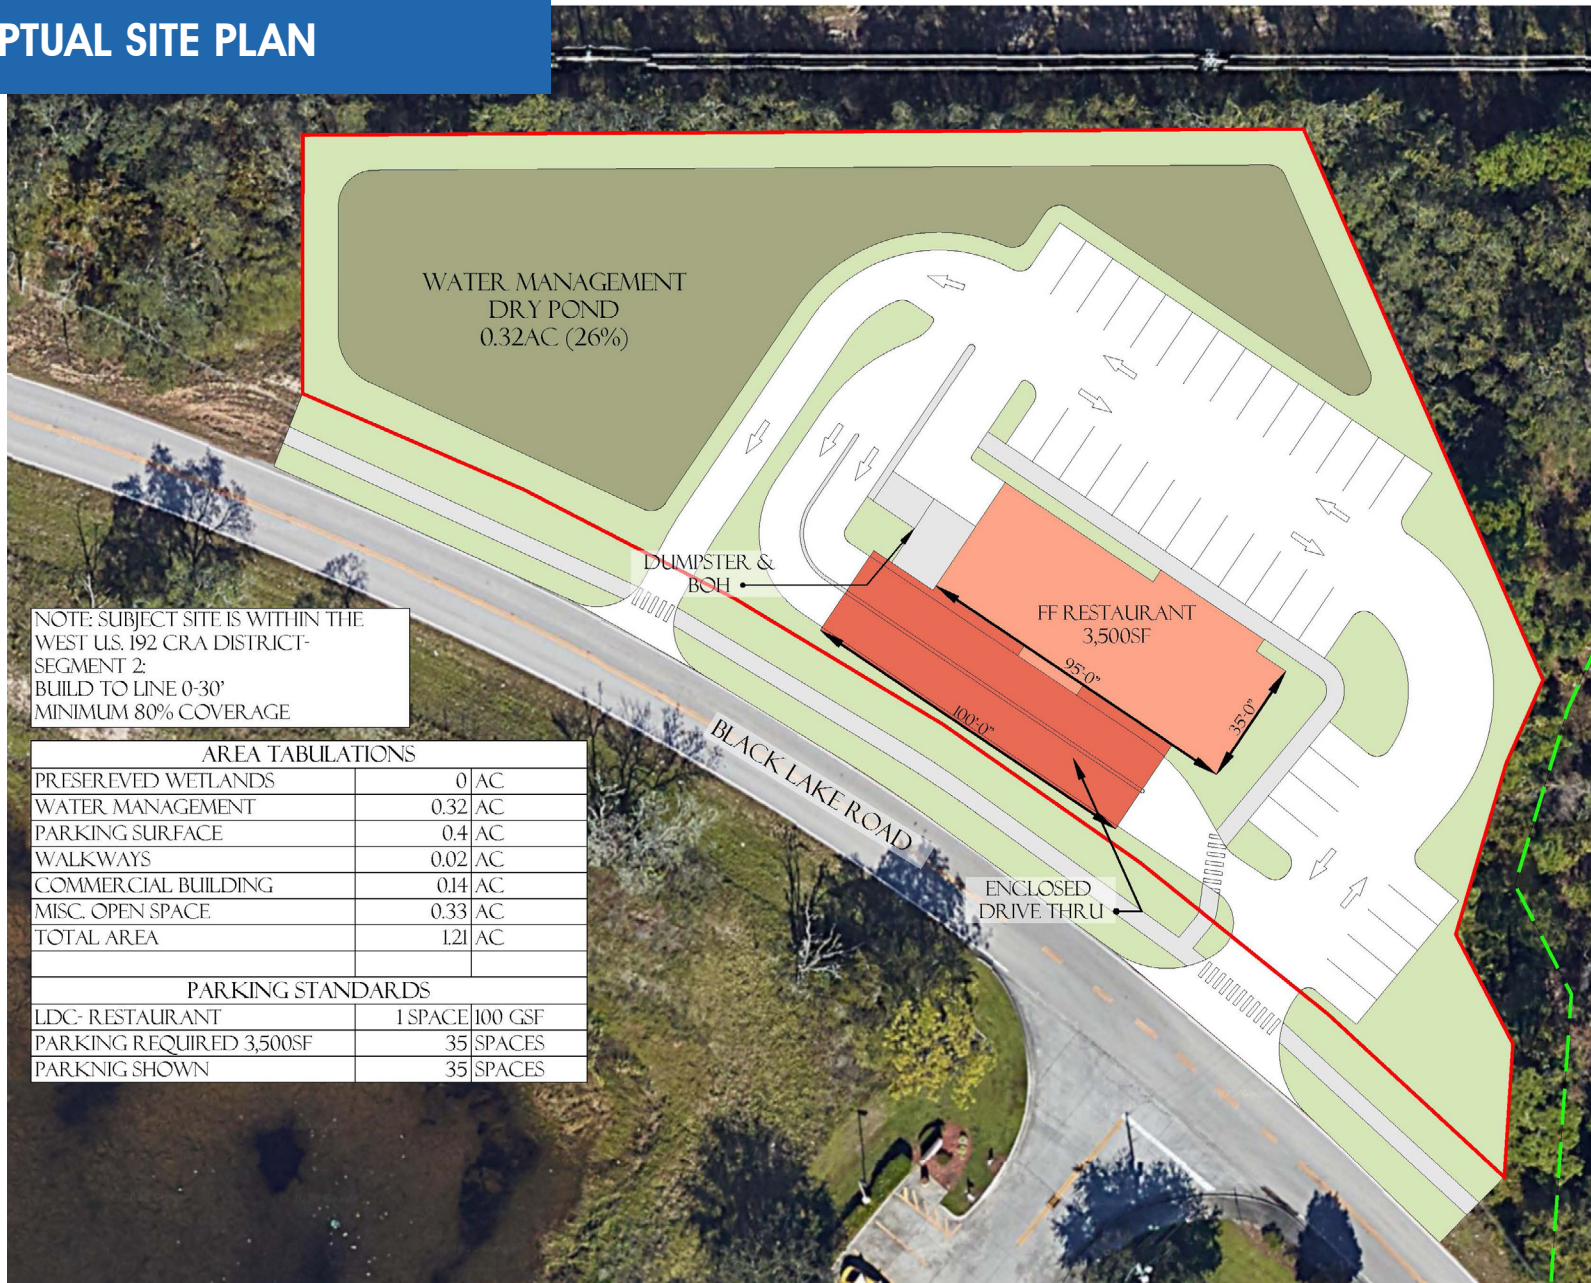 PTUAL SITE PLAN
WATER MANAGEMENT
DRY POND
0.32AC (26%)
DUMPSTER &
BOH
FF RESTAURANT
3,500SF
95'-0"
35'-0"
100'-0"
NOTE: SUBJECT SITE IS WITHIN THE
WEST U.S. 192 CRA DISTRICT-
SEGMENT 2:
BUILD TO LINE 0-30'
MINIMUM 80% COVERAGE
BLACK LAKE ROAD
ENCLOSED
DRIVE THRU
AREA TABULATIONS
PRESEREVED WETLANDS 0 AC
WATER MANAGEMENT 0.32 AC
PARKING SURFACE 0.4 AC
WALKWAYS 0.02 AC
COMMERCIAL BUILDING 0.14 AC
MISC. OPEN SPACE 0.33 AC
TOTAL AREA 1.21 AC
PARKING STANDARDS
LDC- RESTAURANT 1 SPACE 100 GSF
PARKING REQUIRED 3,500SF 35 SPACES
PARKNIG SHOWN 35 SPACES